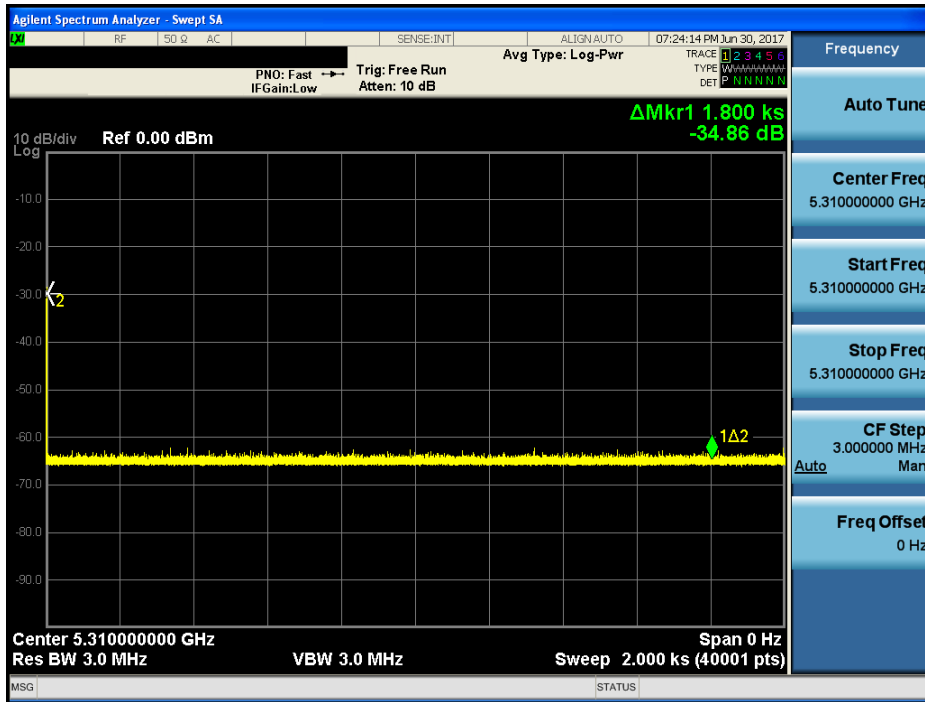 Agilent Spectrum Analyzer - Swept SA
LXI RF 50 Ω AC SENSE:INT ALIGN AUTO 07:24:14 PM Jun 30, 2017
Avg Type: Log-Pwr
TRACE 1 2 3 4 5 6
TYPE WWWWWW
DET P N N N N N
PNO: Fast
IFGain:Low
Trig: Free Run
Atten: 10 dB
ΔMkr1 1.800 ks
-34.86 dB
10 dB/div Ref 0.00 dBm
Log
-10.0
-20.0
-30.0
2
-40.0
-50.0
-60.0
1Δ2
-70.0
-80.0
-90.0
Center 5.310000000 GHz Span 0 Hz
Res BW 3.0 MHz VBW 3.0 MHz Sweep 2.000 ks (40001 pts)
MSG STATUS
Frequency
Auto Tune
Center Freq
5.310000000 GHz
Start Freq
5.310000000 GHz
Stop Freq
5.310000000 GHz
CF Step
3.000000 MHz
Auto Man
Freq Offset
0 Hz